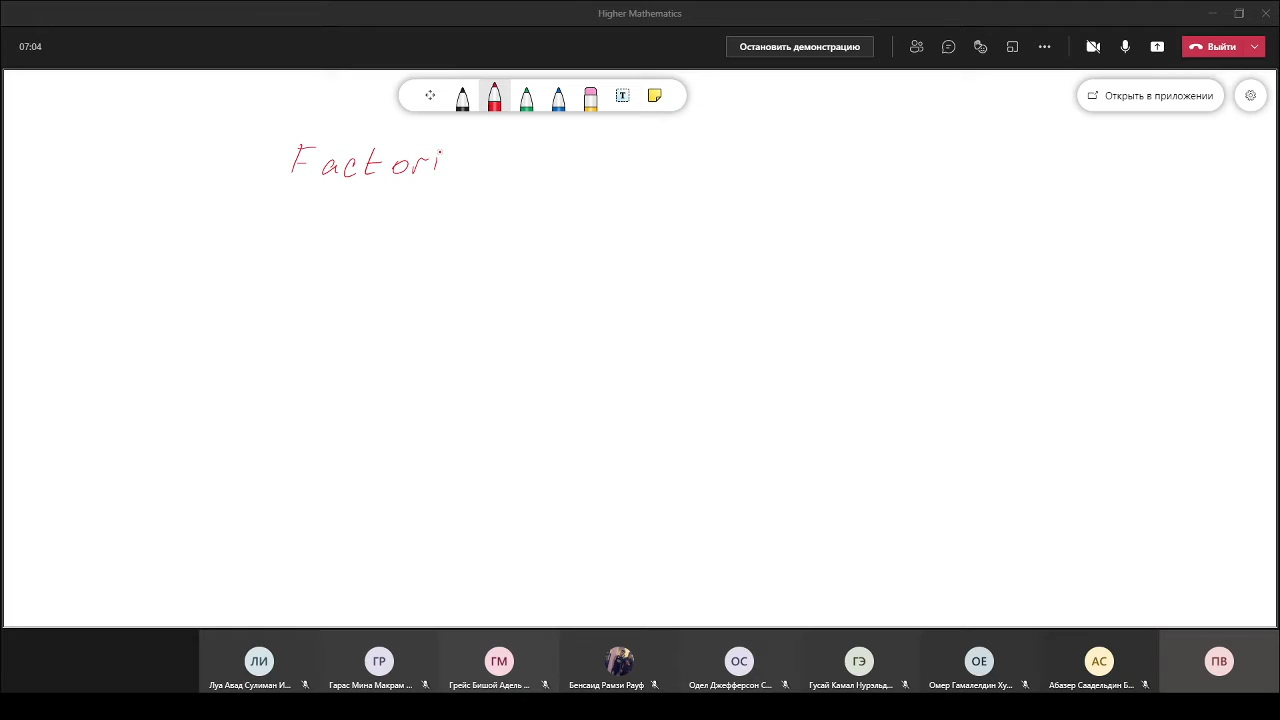 Higher Mathematics
07:04
Остановить демонстрацию
Выйти
Открыть в приложении
Factori
ЛИ ГР ГМ ОС ГЭ ОЕ АС ПВ
Луа Авад Сулиман И... Гарас Мина Макрам ... Грейс Бишой Адель ... Бенсаид Рамзи Рауф Одел Джефферсон С... Гусай Камал Нурэльд... Омер Гамалелдин Ху... Абазер Саадельдин Б...